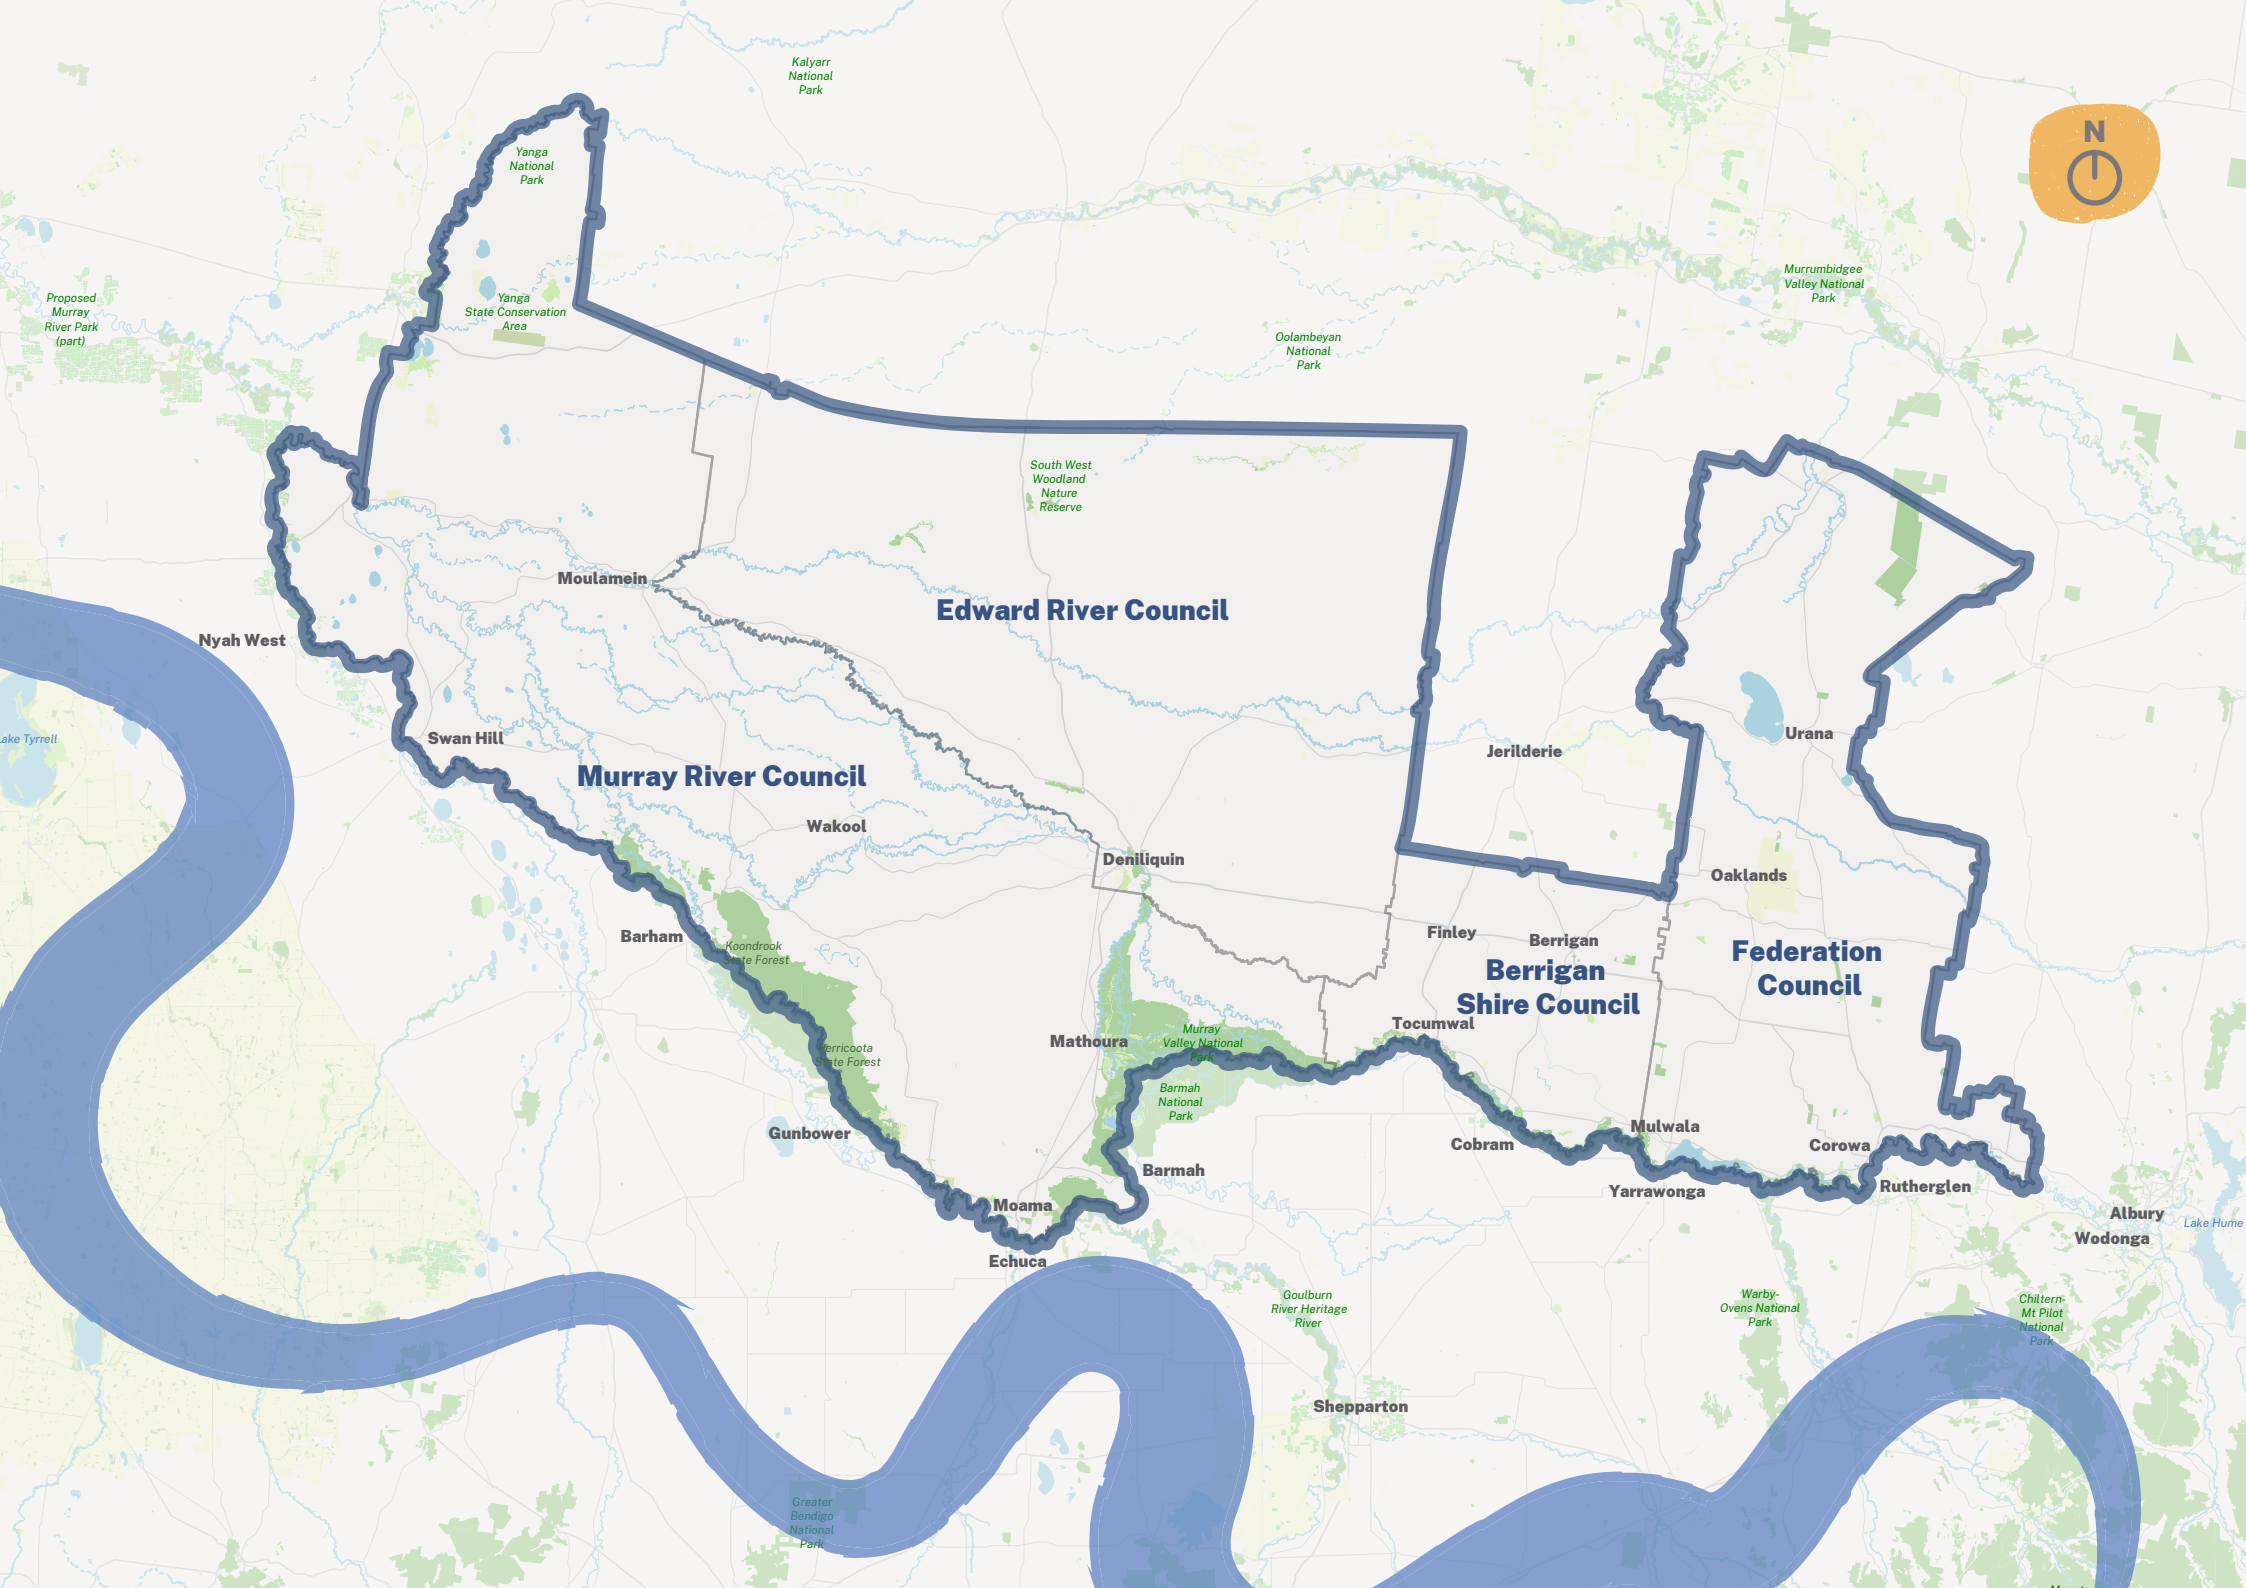 Kalyarr
National
Park
N
Yanga
National
Park
Murrumbidgee
Valley National
Park
Proposed
Murray
River Park
(part)
Yanga
State Conservation
Area
Oolambeyan
National
Park
South West
Woodland
Nature
Reserve
Moulamein
Edward River Council
Nyah West
Lake Tyrrell
Swan Hill
Urana
Jerilderie
Murray River Council
Wakool
Deniliquin
Oaklands
Barham
Finley
Berrigan
Koondrook
State Forest
Berrigan
Shire Council
Federation
Council
Tocumwal
Mathoura
Murray
Valley National
Park
Perricoota
State Forest
Barmah
National
Park
Gunbower
Mulwala
Cobram
Corowa
Barmah
Yarrawonga
Rutherglen
Moama
Albury
Lake Hume
Wodonga
Echuca
Goulburn
River Heritage
River
Warby-
Ovens National
Park
Chiltern-
Mt Pilot
National
Park
Shepparton
Greater
Bendigo
National
Park